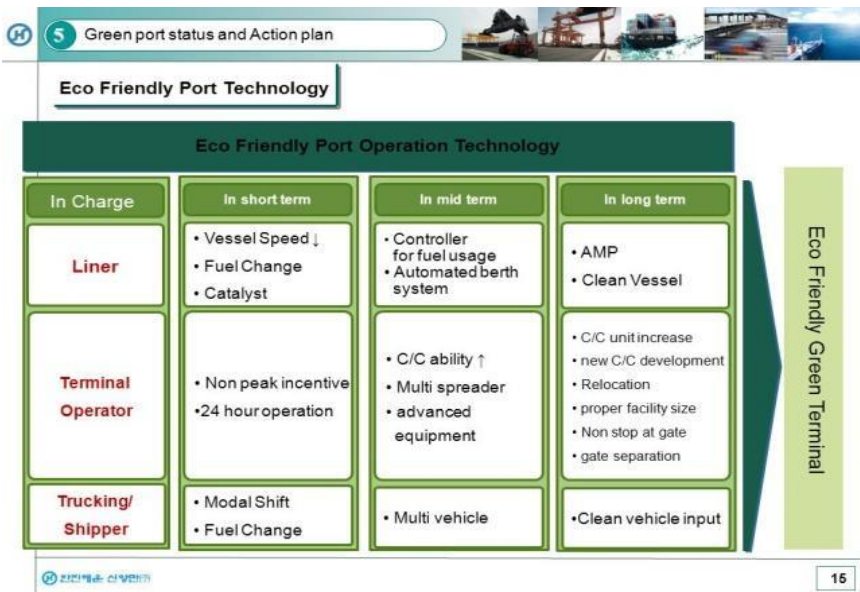 5 Green port status and Action plan
Eco Friendly Port Technology
Eco Friendly Port Operation Technology
In Charge
In short term
In mid term
In long term
Liner
• Vessel Speed ↓
• Fuel Change
• Catalyst
• Controller
for fuel usage
• Automated berth
system
• AMP
• Clean Vessel
Terminal
Operator
• Non peak incentive
•24 hour operation
• C/C ability ↑
• Multi spreader
• advanced
equipment
• C/C unit increase
• new C/C development
• Relocation
• proper facility size
• Non stop at gate
• gate separation
Trucking/
Shipper
• Modal Shift
• Fuel Change
• Multi vehicle
•Clean vehicle input
Eco Friendly Green Terminal
15